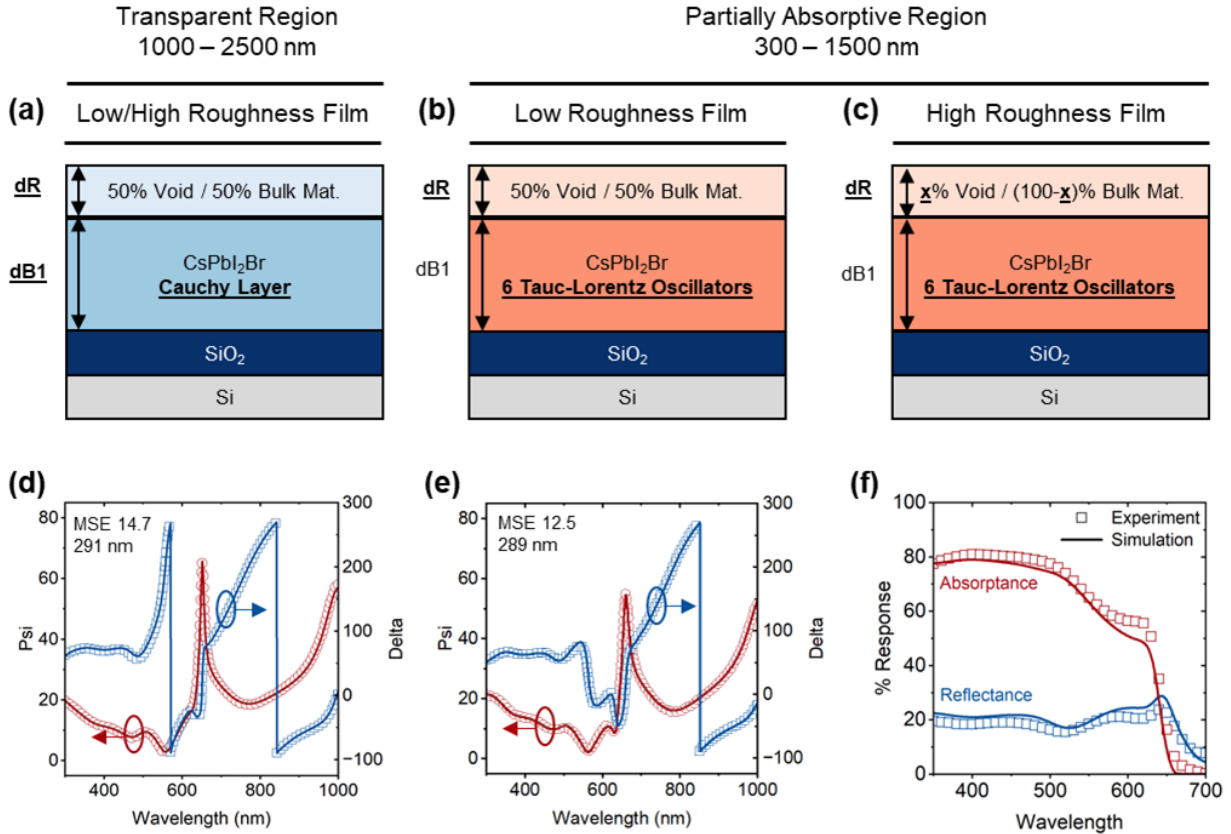 Transparent Region
1000 – 2500 nm
Partially Absorptive Region
300 – 1500 nm
(a)
Low/High Roughness Film
(b)
Low Roughness Film
(c)
High Roughness Film
dR
50% Void / 50% Bulk Mat.
dR
50% Void / 50% Bulk Mat.
dR
x% Void / (100-x)% Bulk Mat.
dB1
CsPbI₂Br
Cauchy Layer
dB1
CsPbI₂Br
6 Tauc-Lorentz Oscillators
dB1
CsPbI₂Br
6 Tauc-Lorentz Oscillators
SiO₂
SiO₂
SiO₂
Si
Si
Si
(d)
MSE 14.7
291 nm
80
60
40
20
0
Psi
300
200
100
0
−100
Delta
400 600 800 1000
Wavelength (nm)
(e)
MSE 12.5
289 nm
80
60
40
20
0
Psi
300
200
100
0
−100
Delta
400 600 800 1000
Wavelength (nm)
(f)
100
80
60
40
20
0
% Response
Experiment
Simulation
Absorptance
Reflectance
400 500 600 700
Wavelength